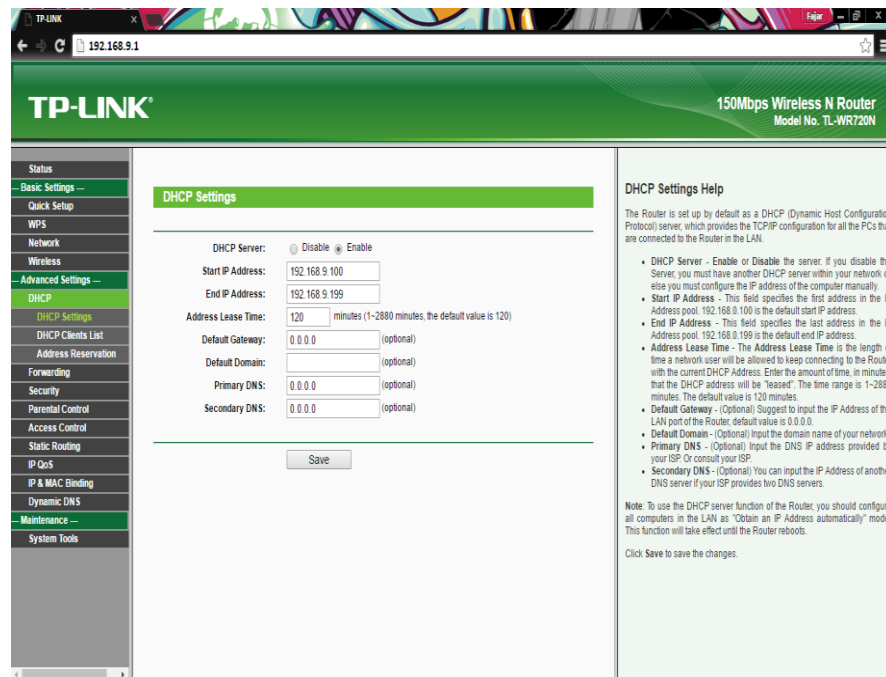 TP-LINK
Fajar
192.168.9.1
TP-LINK
150Mbps Wireless N Router
Model No. TL-WR720N
Status
--- Basic Settings ---
Quick Setup
WPS
Network
Wireless
--- Advanced Settings ---
DHCP
DHCP Settings
DHCP Clients List
Address Reservation
Forwarding
Security
Parental Control
Access Control
Static Routing
IP QoS
IP & MAC Binding
Dynamic DNS
--- Maintenance ---
System Tools
DHCP Settings
DHCP Server: Disable Enable
Start IP Address: 192.168.9.100
End IP Address: 192.168.9.199
Address Lease Time: 120 minutes (1~2880 minutes, the default value is 120)
Default Gateway: 0.0.0.0 (optional)
Default Domain: (optional)
Primary DNS: 0.0.0.0 (optional)
Secondary DNS: 0.0.0.0 (optional)
Save
DHCP Settings Help
The Router is set up by default as a DHCP (Dynamic Host
Protocol) server, which provides the TCP/IP configuration for all the PCs
are connected to the Router in the LAN.
DHCP Server - Enable or Disable the server. If you disable
Server, you must have another DHCP server within your network
else you must configure the IP address of the computer manually.
Start IP Address - This field specifies the first address in the
Address pool. 192.168.0.100 is the default start IP address.
End IP Address - This field specifies the last address in the
Address pool. 192.168.0.199 is the default end IP address.
Address Lease Time - The Address Lease Time is the length
time a network user will be allowed to keep connecting to the
with the current DHCP Address. Enter the amount of time, in
that the DHCP address will be "leased". The time range is
minutes. The default value is 120 minutes.
Default Gateway - (Optional) Suggest to input the IP Address of
LAN port of the Router, default value is 0.0.0.0.
Default Domain - (Optional) Input the domain name of your
Primary DNS - (Optional) Input the DNS IP address provided
your ISP. Or consult your ISP.
Secondary DNS - (Optional) You can input the IP Address of
DNS server if your ISP provides two DNS servers.
Note: To use the DHCP server function of the Router, you should
all computers in the LAN as "Obtain an IP Address automatically"
This function will take effect until the Router reboots.
Click Save to save the changes.